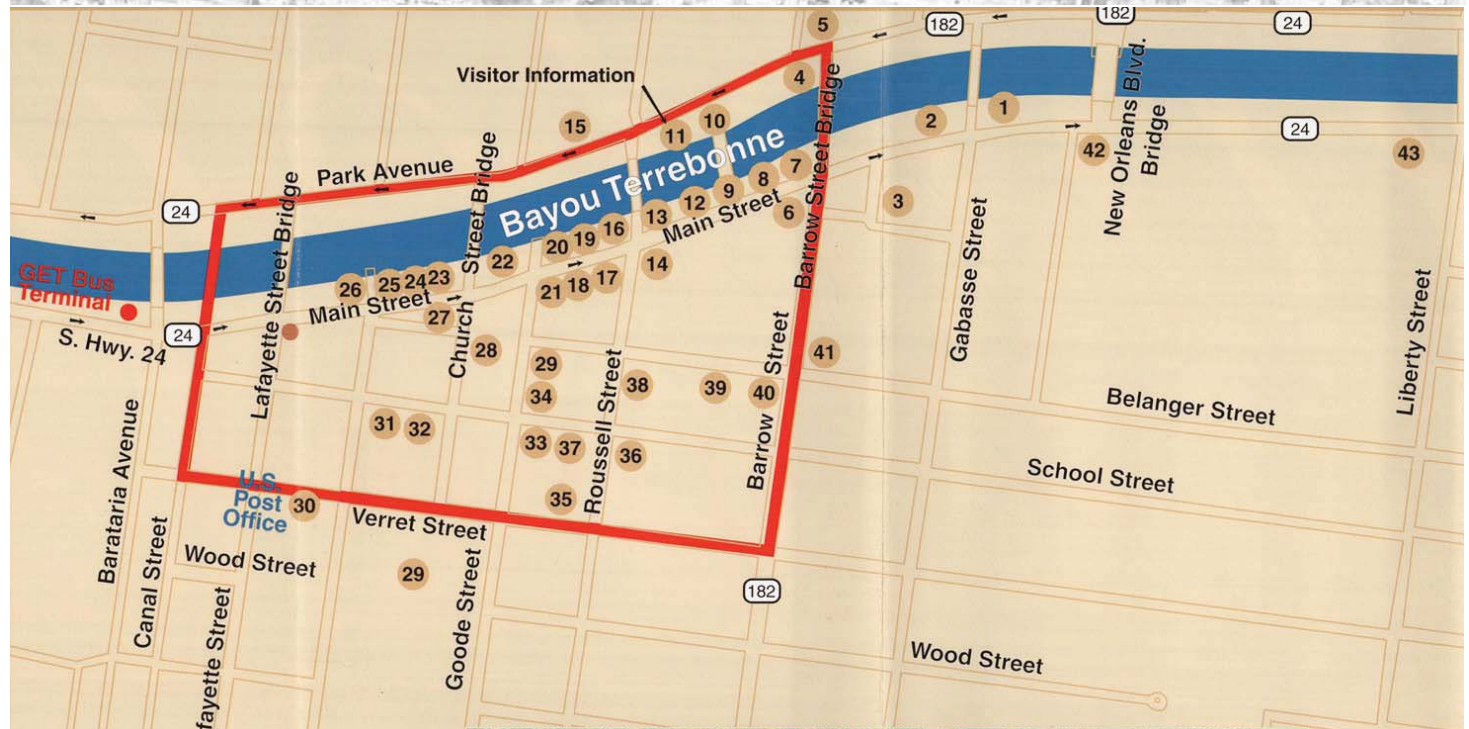 5
182
182
24
Visitor Information
4
15
11
10
2
1
24
42
43
Park Avenue
Bayou Terrebonne
Church Street Bridge
Lafayette Street Bridge
Barrow Street Bridge
New Orleans Blvd.
Bridge
24
7
8
9
12
13
16
19
20
22
Main Street
6
3
14
17
18
21
23
24
25
26
GET Bus
Terminal
S. Hwy. 24
24
Main Street
27
28
29
34
38
39
40
41
Gabasse Street
Liberty Street
Belanger Street
31
32
33
37
36
35
Roussell Street
Barrow Street
School Street
U.S.
Post
Office
30
Verret Street
Wood Street
29
Barataria Avenue
Canal Street
fayette Street
Goode Street
182
Wood Street